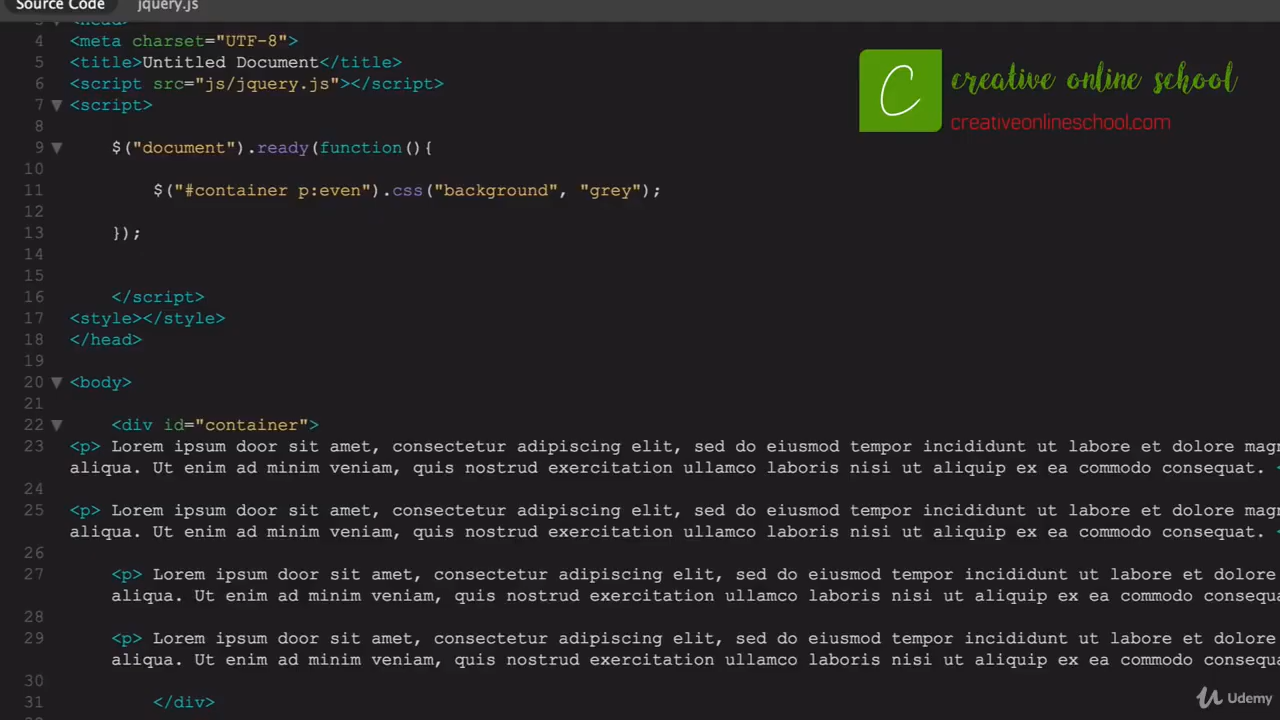 Source Code jquery.js
3 <head>
4 <meta charset="UTF-8">
5 <title>Untitled Document</title>
6 <script src="js/jquery.js"></script>
7 <script>
8
9 $("document").ready(function(){
10
11 $("#container p:even").css("background", "grey");
12
13 });
14
15
16 </script>
17 <style></style>
18 </head>
19
20 <body>
21
22 <div id="container">
23 <p> Lorem ipsum door sit amet, consectetur adipiscing elit, sed do eiusmod tempor incididunt ut labore et dolore magn
aliqua. Ut enim ad minim veniam, quis nostrud exercitation ullamco laboris nisi ut aliquip ex ea commodo consequat. <
24
25 <p> Lorem ipsum door sit amet, consectetur adipiscing elit, sed do eiusmod tempor incididunt ut labore et dolore magn
aliqua. Ut enim ad minim veniam, quis nostrud exercitation ullamco laboris nisi ut aliquip ex ea commodo consequat. <
26
27 <p> Lorem ipsum door sit amet, consectetur adipiscing elit, sed do eiusmod tempor incididunt ut labore et dolore
aliqua. Ut enim ad minim veniam, quis nostrud exercitation ullamco laboris nisi ut aliquip ex ea commodo consequa
28
29 <p> Lorem ipsum door sit amet, consectetur adipiscing elit, sed do eiusmod tempor incididunt ut labore et dolore
aliqua. Ut enim ad minim veniam, quis nostrud exercitation ullamco laboris nisi ut aliquip ex ea commodo consequa
30
31 </div>
C creative online school
creativeonlineschool.com
Udemy